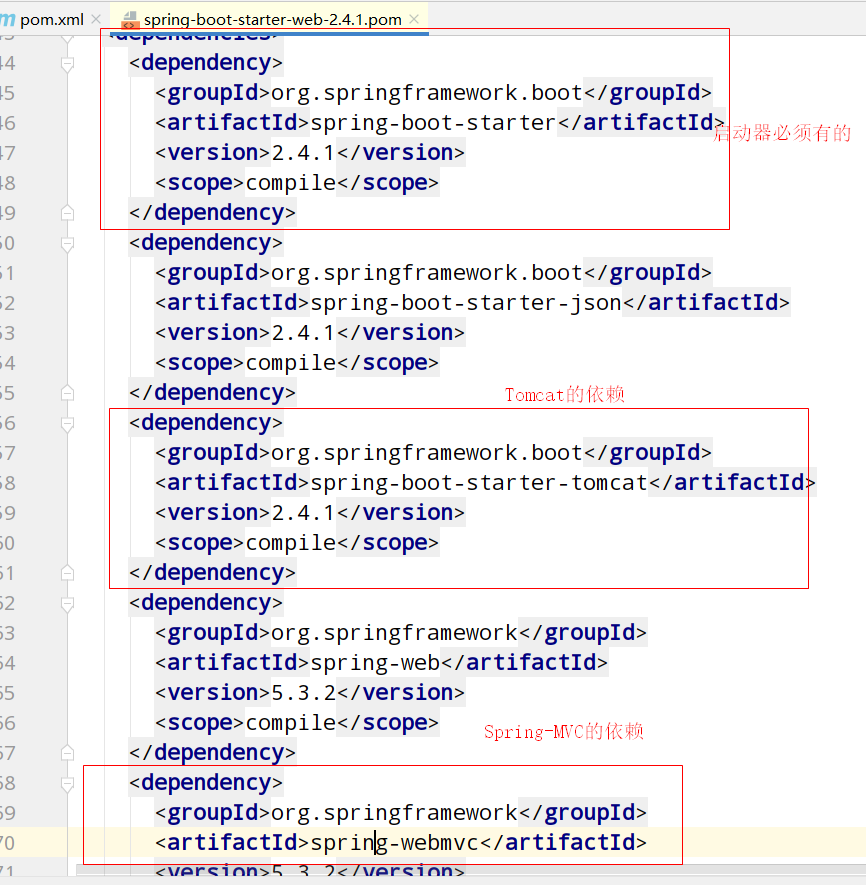 pom.xml × spring-boot-starter-web-2.4.1.pom ×
<dependencies>
44 <dependency>
45 <groupId>org.springframework.boot</groupId>
46 <artifactId>spring-boot-starter</artifactId>
启动器必须有的
47 <version>2.4.1</version>
48 <scope>compile</scope>
49 </dependency>
50 <dependency>
51 <groupId>org.springframework.boot</groupId>
52 <artifactId>spring-boot-starter-json</artifactId>
53 <version>2.4.1</version>
54 <scope>compile</scope>
55 </dependency>
Tomcat的依赖
56 <dependency>
57 <groupId>org.springframework.boot</groupId>
58 <artifactId>spring-boot-starter-tomcat</artifactId>
59 <version>2.4.1</version>
60 <scope>compile</scope>
61 </dependency>
62 <dependency>
63 <groupId>org.springframework</groupId>
64 <artifactId>spring-web</artifactId>
65 <version>5.3.2</version>
66 <scope>compile</scope>
Spring-MVC的依赖
67 </dependency>
68 <dependency>
69 <groupId>org.springframework</groupId>
70 <artifactId>spring-webmvc</artifactId>
71 <version>5.3.2</version>